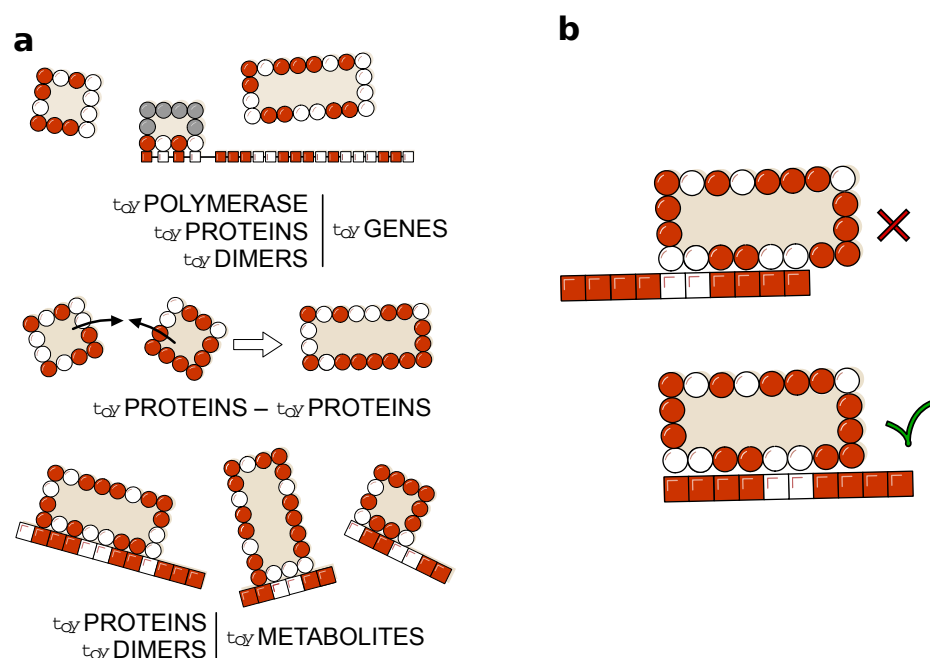 a
b
toy POLYMERASE
toy PROTEINS
toy DIMERS
toy GENES
toy PROTEINS – toy PROTEINS
toy PROTEINS
toy DIMERS
toy METABOLITES